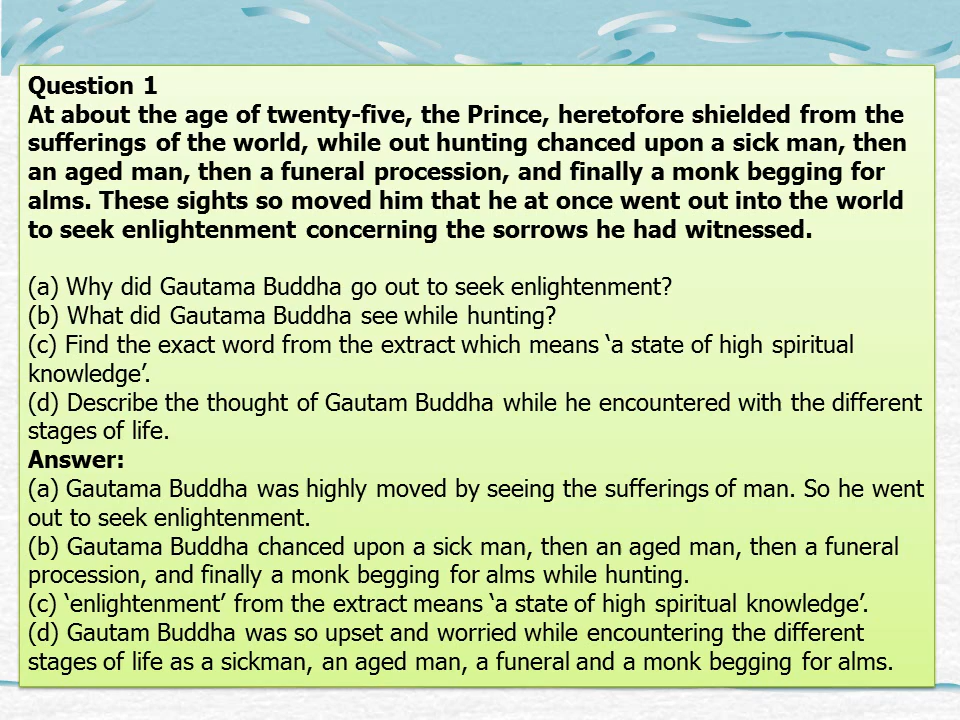 Question 1
At about the age of twenty-five, the Prince, heretofore shielded from the
sufferings of the world, while out hunting chanced upon a sick man, then
an aged man, then a funeral procession, and finally a monk begging for
alms. These sights so moved him that he at once went out into the world
to seek enlightenment concerning the sorrows he had witnessed.
(a) Why did Gautama Buddha go out to seek enlightenment?
(b) What did Gautama Buddha see while hunting?
(c) Find the exact word from the extract which means ‘a state of high spiritual
knowledge’.
(d) Describe the thought of Gautam Buddha while he encountered with the different
stages of life.
Answer:
(a) Gautama Buddha was highly moved by seeing the sufferings of man. So he went
out to seek enlightenment.
(b) Gautama Buddha chanced upon a sick man, then an aged man, then a funeral
procession, and finally a monk begging for alms while hunting.
(c) ‘enlightenment’ from the extract means ‘a state of high spiritual knowledge’.
(d) Gautam Buddha was so upset and worried while encountering the different
stages of life as a sickman, an aged man, a funeral and a monk begging for alms.